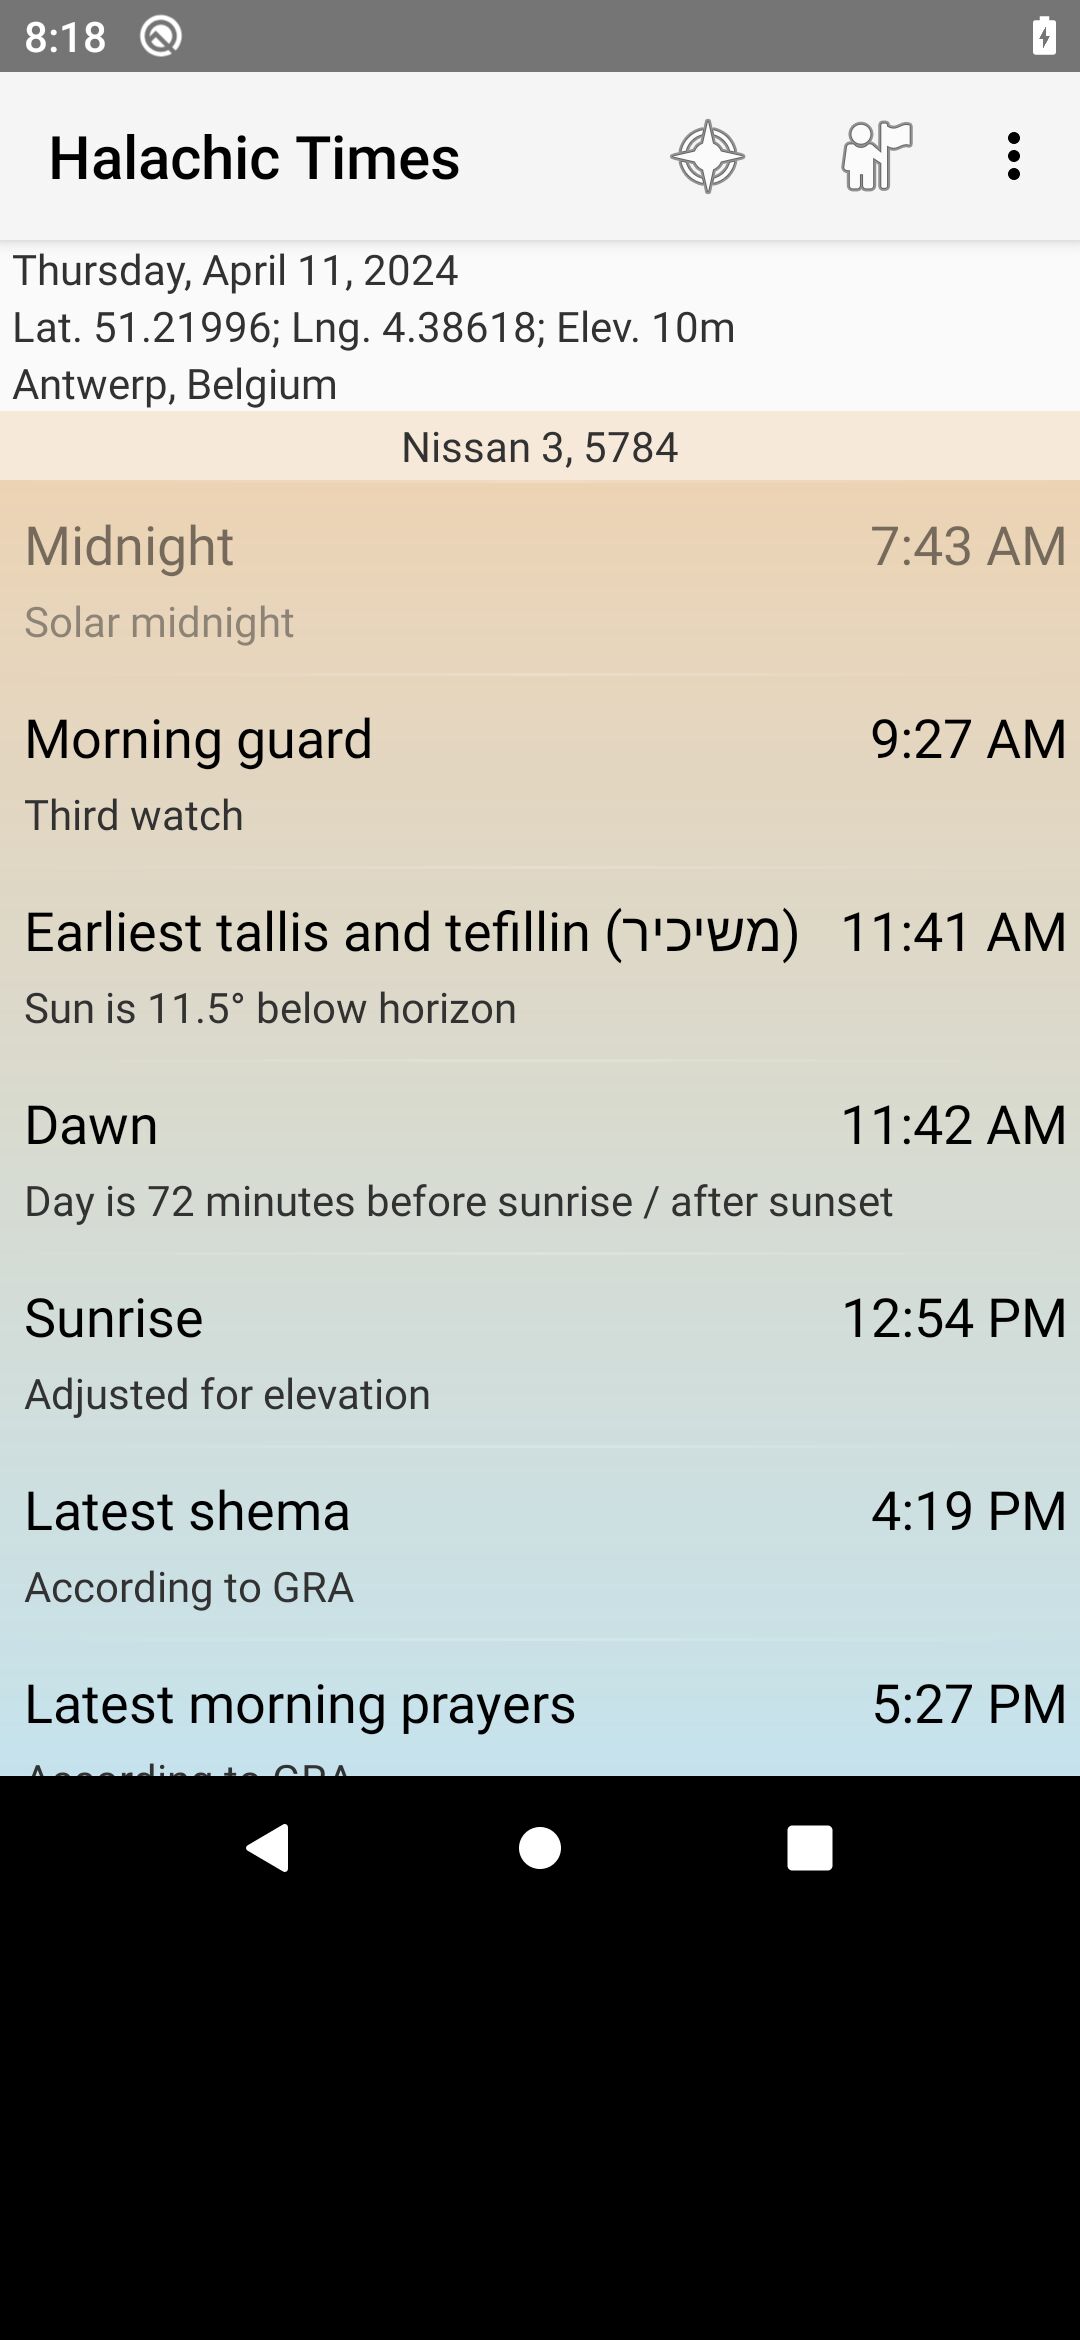 8:18
Halachic Times
Thursday, April 11, 2024
Lat. 51.21996; Lng. 4.38618; Elev. 10m
Antwerp, Belgium
Nissan 3, 5784
Midnight 7:43 AM
Solar midnight
Morning guard 9:27 AM
Third watch
Earliest tallis and tefillin (משיכיר) 11:41 AM
Sun is 11.5° below horizon
Dawn 11:42 AM
Day is 72 minutes before sunrise / after sunset
Sunrise 12:54 PM
Adjusted for elevation
Latest shema 4:19 PM
According to GRA
Latest morning prayers 5:27 PM
According to GRA